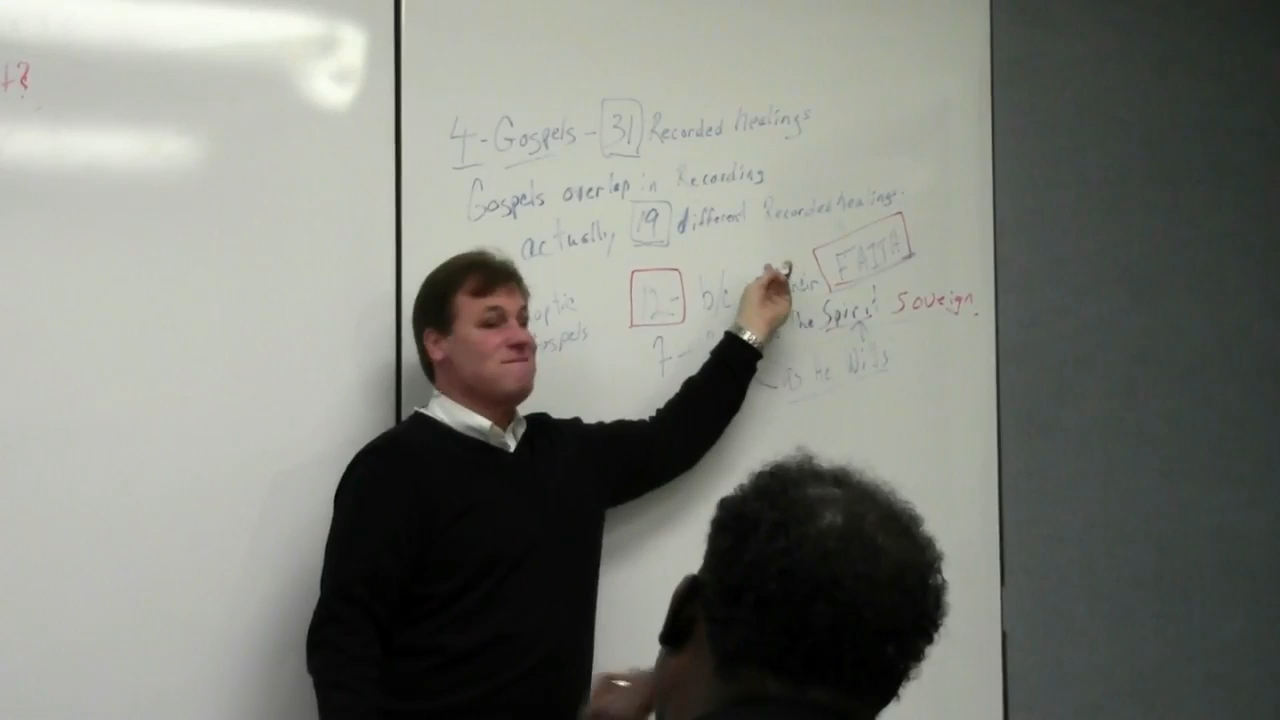 4-Gospels-31 Recorded healings
Gospels overlap in Recording
actually 19 different Recorded healings.
12- b/c FAITH
Spirit Soveign
7-
as He Wills